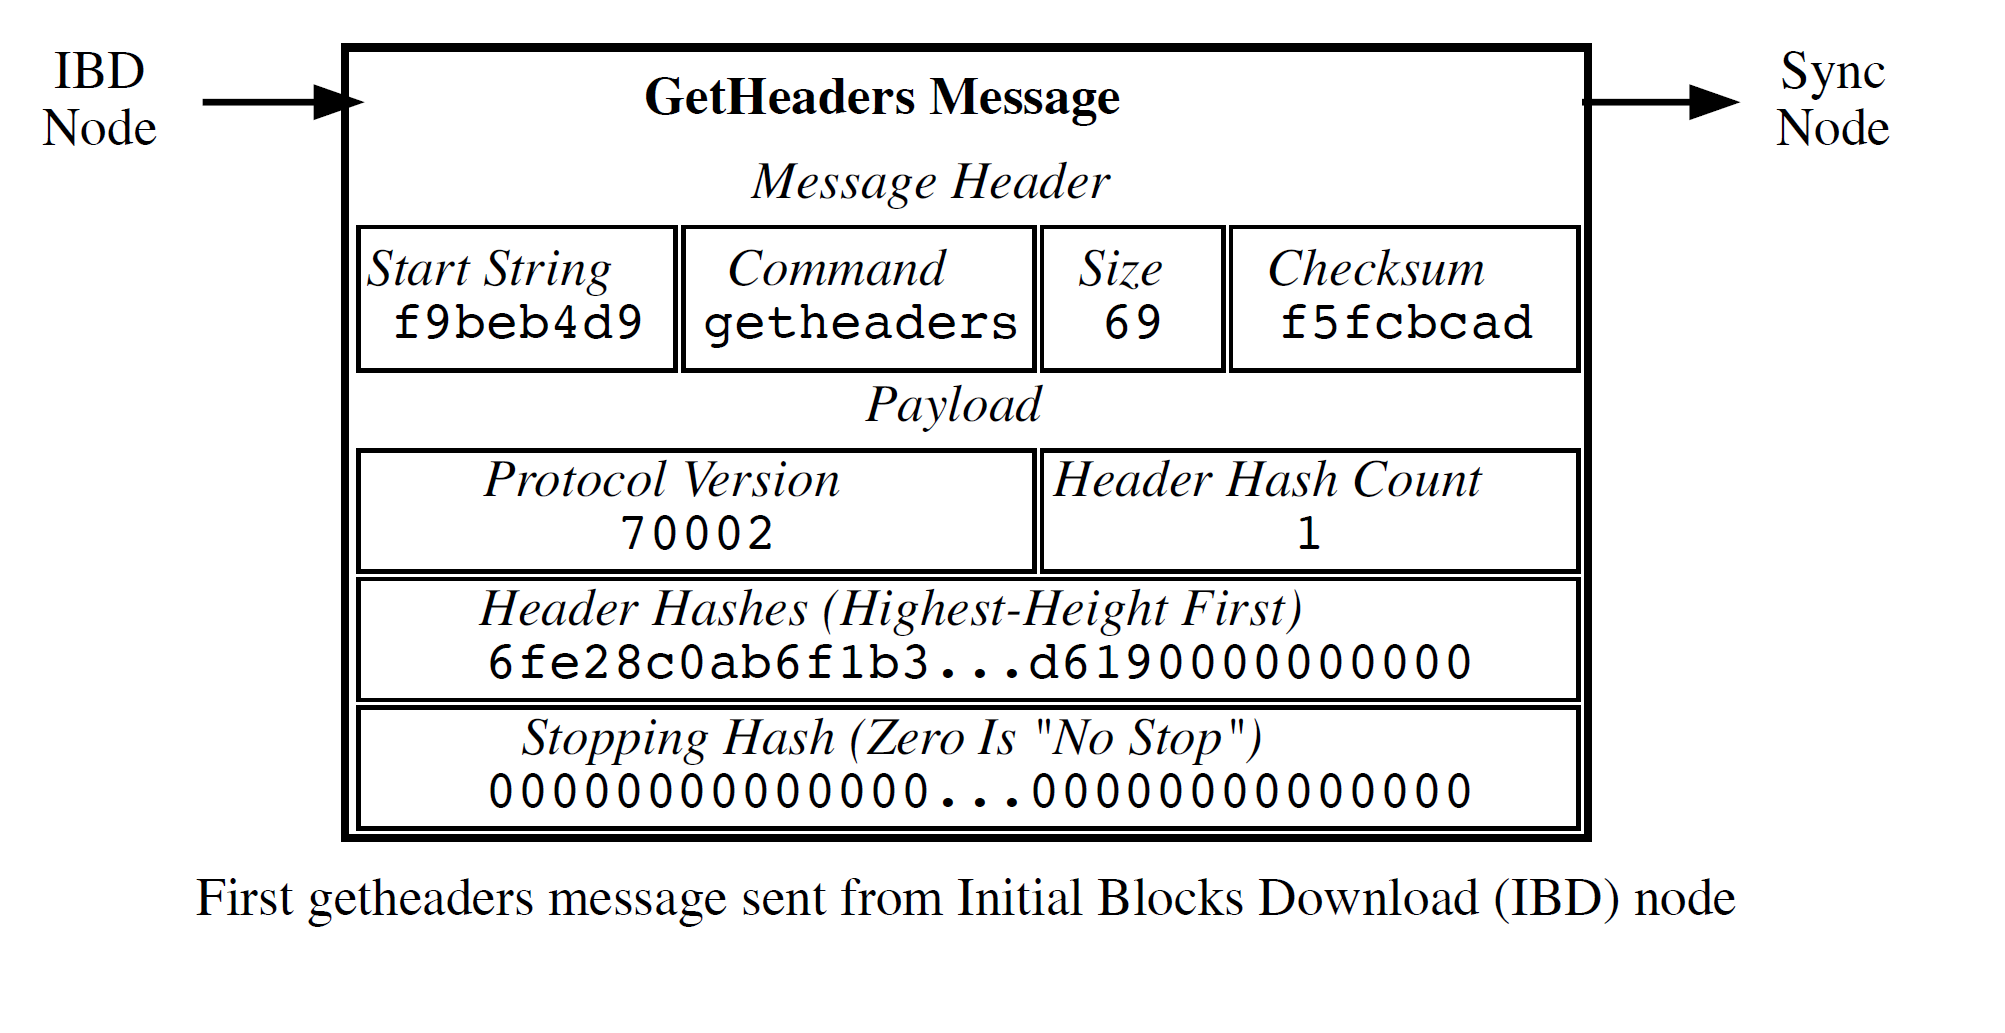 IBD
Node
GetHeaders Message
Sync
Node
Message Header
Start String
f9beb4d9
Command
getheaders
Size
69
Checksum
f5fcbcad
Payload
Protocol Version
70002
Header Hash Count
1
Header Hashes (Highest-Height First)
6fe28c0ab6f1b3...d6190000000000
Stopping Hash (Zero Is "No Stop")
00000000000000...00000000000000
First getheaders message sent from Initial Blocks Download (IBD) node